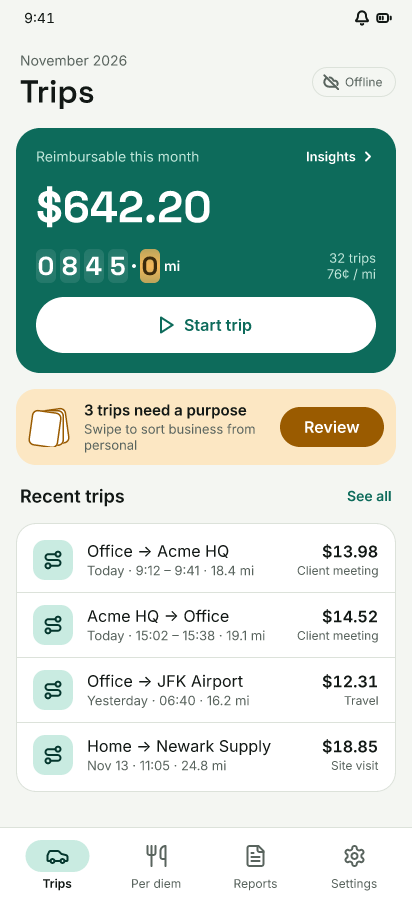 9:41
November 2026
Trips
Offline
Reimbursable this month
Insights
$642.20
0845.0 mi
32 trips
76¢ / mi
Start trip
3 trips need a purpose
Swipe to sort business from
personal
Review
Recent trips
See all
Office → Acme HQ
$13.98
Today · 9:12 – 9:41 · 18.4 mi
Client meeting
Acme HQ → Office
$14.52
Today · 15:02 – 15:38 · 19.1 mi
Client meeting
Office → JFK Airport
$12.31
Yesterday · 06:40 · 16.2 mi
Travel
Home → Newark Supply
$18.85
Nov 13 · 11:05 · 24.8 mi
Site visit
Trips
Per diem
Reports
Settings